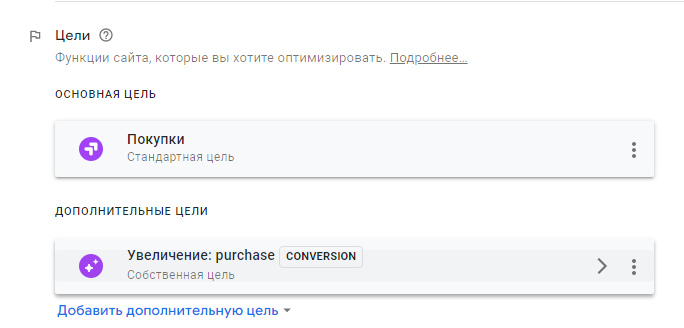 Цели
Функции сайта, которые вы хотите оптимизировать. Подробнее...
ОСНОВНАЯ ЦЕЛЬ
Покупки
Стандартная цель
ДОПОЛНИТЕЛЬНЫЕ ЦЕЛИ
Увеличение: purchase CONVERSION
Собственная цель
Добавить дополнительную цель